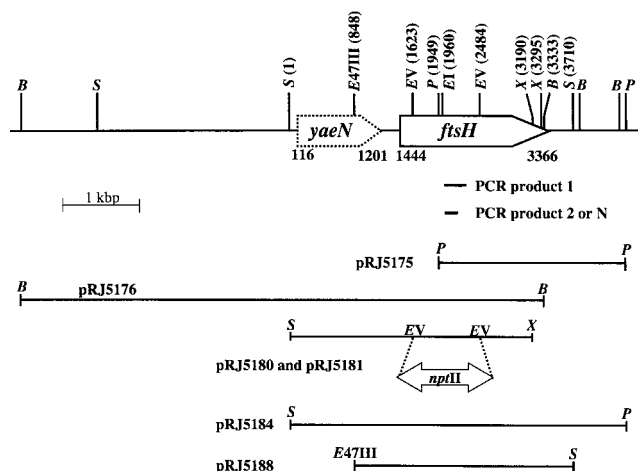 B S S (1) E47III (848) EV (1623) P (1949) EI (1960) EV (2484) X (3190) X (3295) B (3333) S (3710) B B P
yaeN ftsH
116 1201 1444 3366
PCR product 1
1 kbp
PCR product 2 or N
P P
pRJ5175
B pRJ5176 B
S EV EV X
pRJ5180 and pRJ5181
nptII
S P
pRJ5184
E47III S
pRJ5188